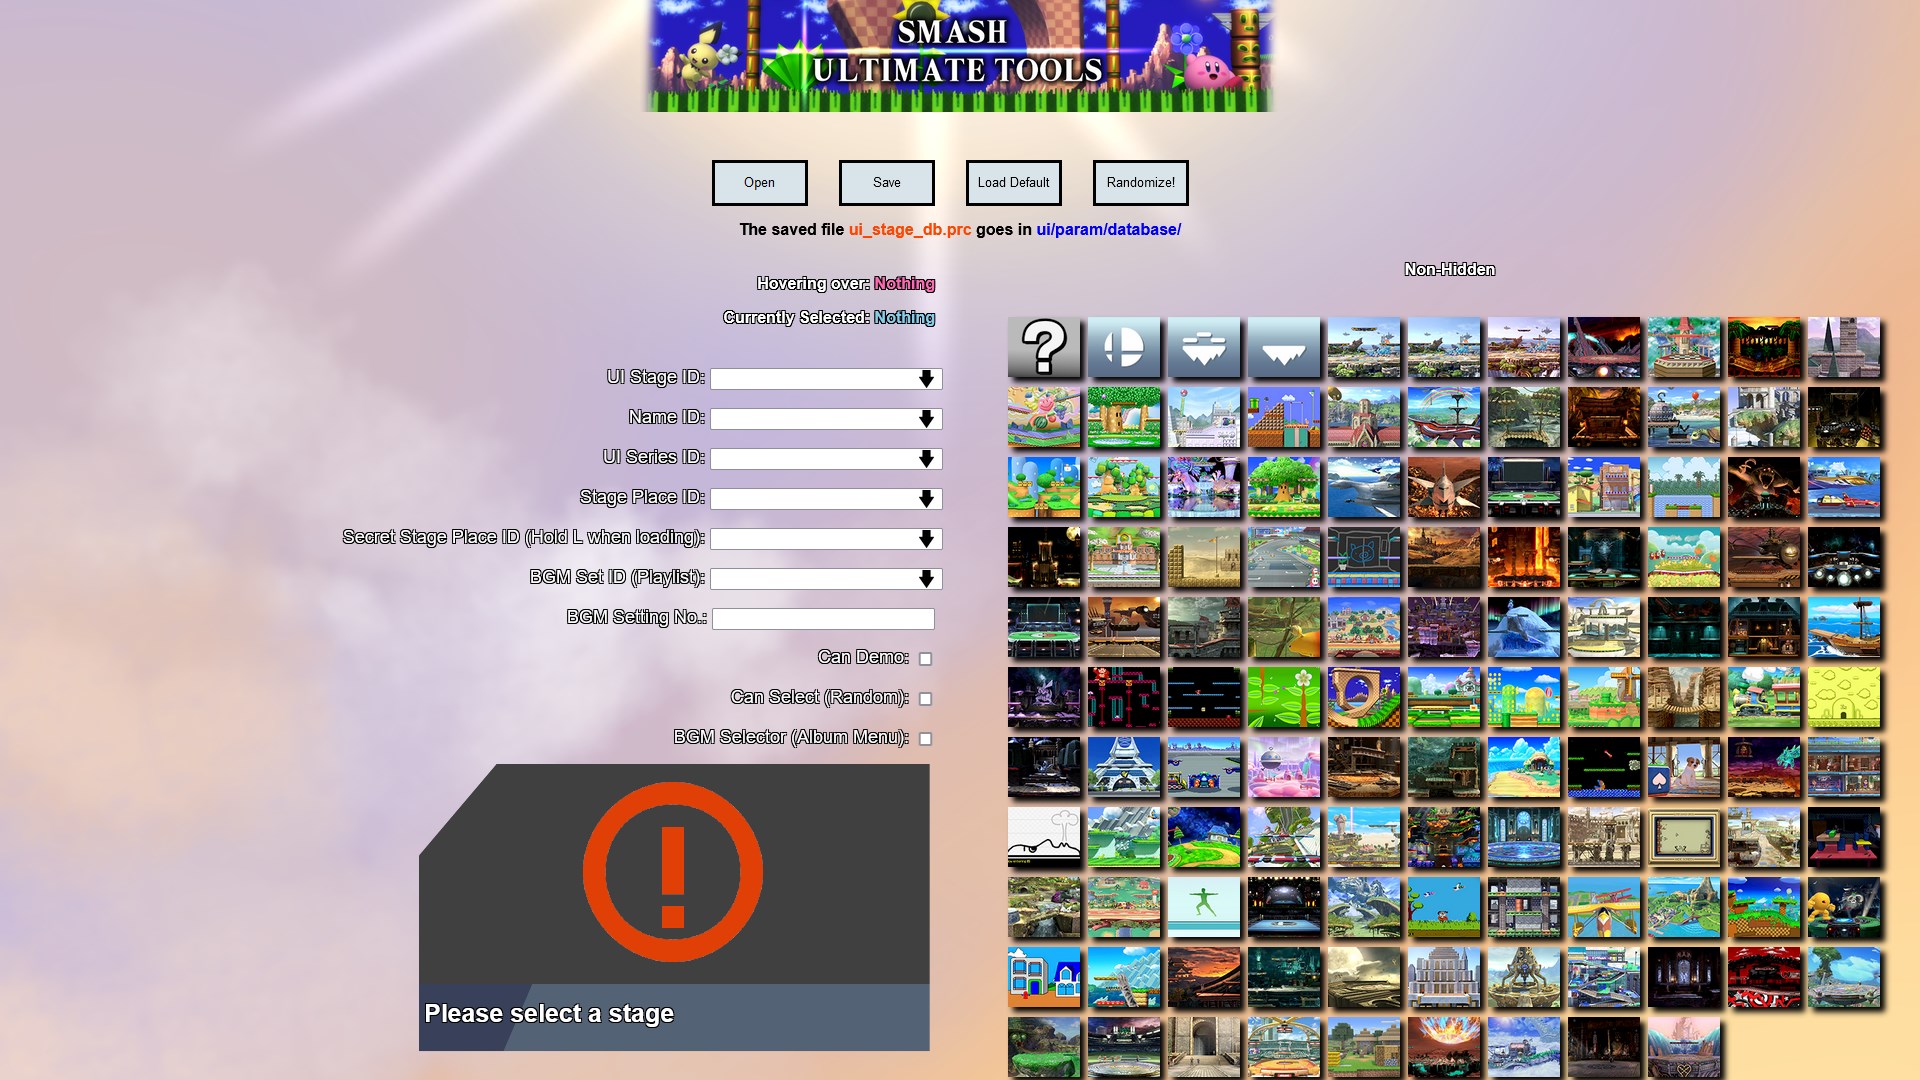 SMASH
ULTIMATE TOOLS
Open
Save
Load Default
Randomize!
The saved file ui_stage_db.prc goes in ui/param/database/
Non-Hidden
Hovering over: Nothing
Currently Selected: Nothing
UI Stage ID:
Name ID:
UI Series ID:
Stage Place ID:
Secret Stage Place ID (Hold L when loading):
BGM Set ID (Playlist):
BGM Setting No.:
Can Demo:
Can Select (Random):
BGM Selector (Album Menu):
Please select a stage